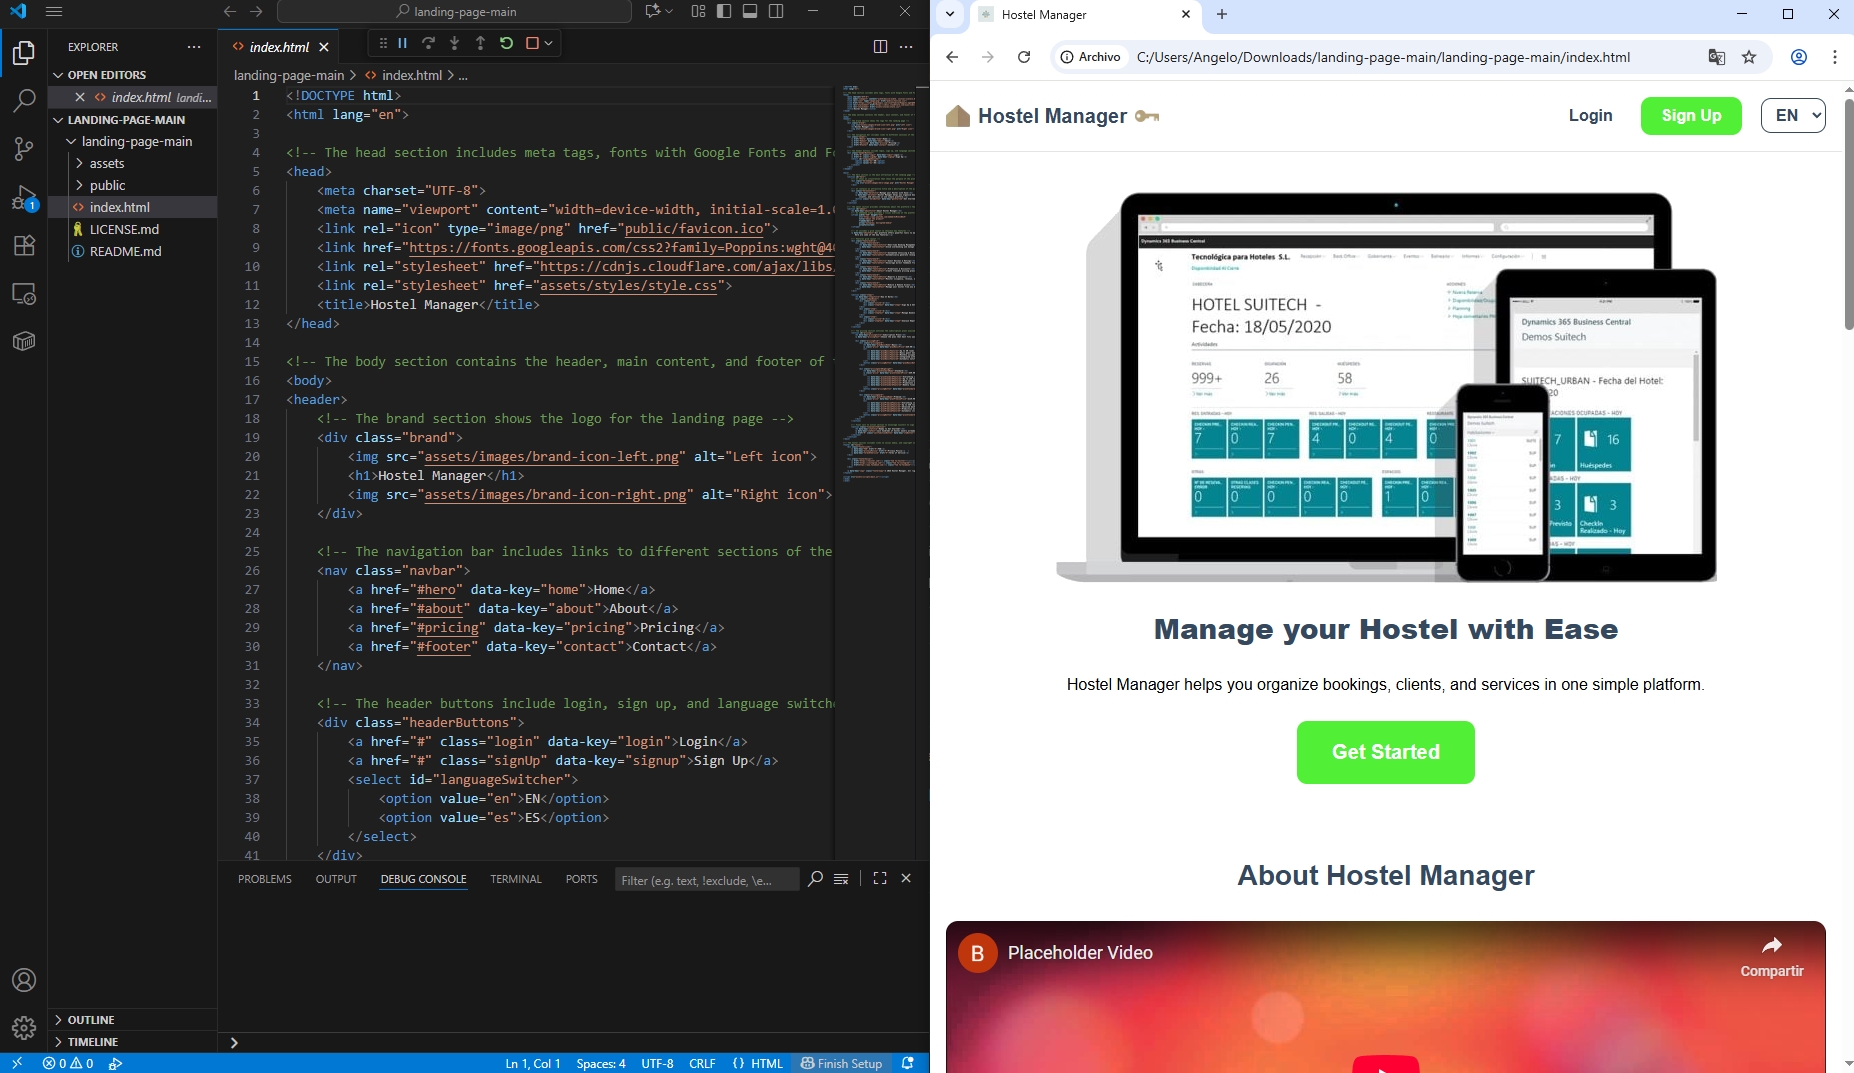 landing-page-main
EXPLORER
OPEN EDITORS
index.html landi...
LANDING-PAGE-MAIN
landing-page-main
assets
public
index.html
LICENSE.md
README.md
OUTLINE
TIMELINE
1
index.html
landing-page-main > index.html > ...
1 <!DOCTYPE html>
2 <html lang="en">
3
4 <!-- The head section includes meta tags, fonts with Google Fonts and Fo
5 <head>
6 <meta charset="UTF-8">
7 <meta name="viewport" content="width=device-width, initial-scale=1.0
8 <link rel="icon" type="image/png" href="public/favicon.ico">
9 <link href="https://fonts.googleapis.com/css2?family=Poppins:wght@40
10 <link rel="stylesheet" href="https://cdnjs.cloudflare.com/ajax/libs/
11 <link rel="stylesheet" href="assets/styles/style.css">
12 <title>Hostel Manager</title>
13 </head>
14
15 <!-- The body section contains the header, main content, and footer of
16 <body>
17 <header>
18 <!-- The brand section shows the logo for the landing page -->
19 <div class="brand">
20 <img src="assets/images/brand-icon-left.png" alt="Left icon">
21 <h1>Hostel Manager</h1>
22 <img src="assets/images/brand-icon-right.png" alt="Right icon">
23 </div>
24
25 <!-- The navigation bar includes links to different sections of the
26 <nav class="navbar">
27 <a href="#hero" data-key="home">Home</a>
28 <a href="#about" data-key="about">About</a>
29 <a href="#pricing" data-key="pricing">Pricing</a>
30 <a href="#footer" data-key="contact">Contact</a>
31 </nav>
32
33 <!-- The header buttons include login, sign up, and language switche
34 <div class="headerButtons">
35 <a href="#" class="login" data-key="login">Login</a>
36 <a href="#" class="signUp" data-key="signup">Sign Up</a>
37 <select id="languageSwitcher">
38 <option value="en">EN</option>
39 <option value="es">ES</option>
40 </select>
41 </div>
PROBLEMS OUTPUT DEBUG CONSOLE TERMINAL PORTS Filter (e.g. text, !exclude, \e...
0 0 Ln 1, Col 1 Spaces: 4 UTF-8 CRLF {} HTML Finish Setup
Hostel Manager
Archivo C:/Users/Angelo/Downloads/landing-page-main/landing-page-main/index.html
Hostel Manager Login Sign Up EN
Dynamics 365 Business Central
Tecnológica para Hoteles S.L.
HOTEL SUITECH -
Fecha: 18/05/2020
Actividades
999+ 26 58
7 0 7 4 0 4 0
0 0 0 0 0 1 0
Dynamics 365 Business Central
Demos Suitech
SUITECH_URBAN - Fecha del Hotel:
7 16
Huéspedes
3 3
Previsto CheckIn
Realizado - Hoy
Manage your Hostel with Ease
Hostel Manager helps you organize bookings, clients, and services in one simple platform.
Get Started
About Hostel Manager
B Placeholder Video
Compartir